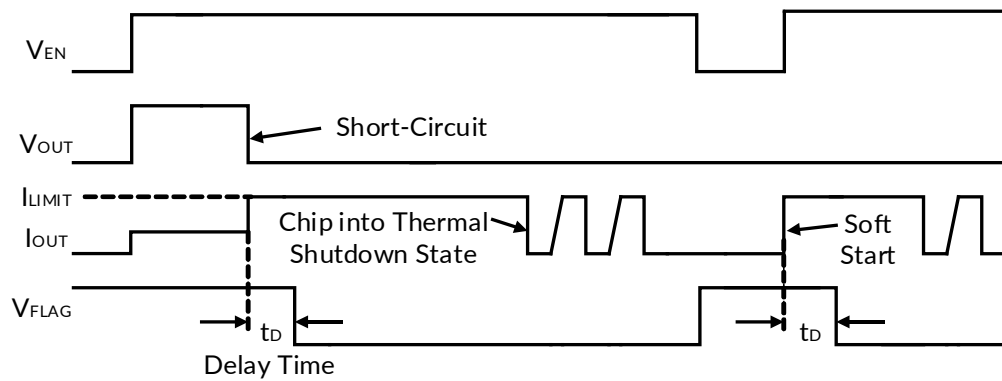 VEN
VOUT
Short-Circuit
ILIMIT
IOUT
Chip into Thermal
Shutdown State
Soft
Start
VFLAG
tD
tD
Delay Time